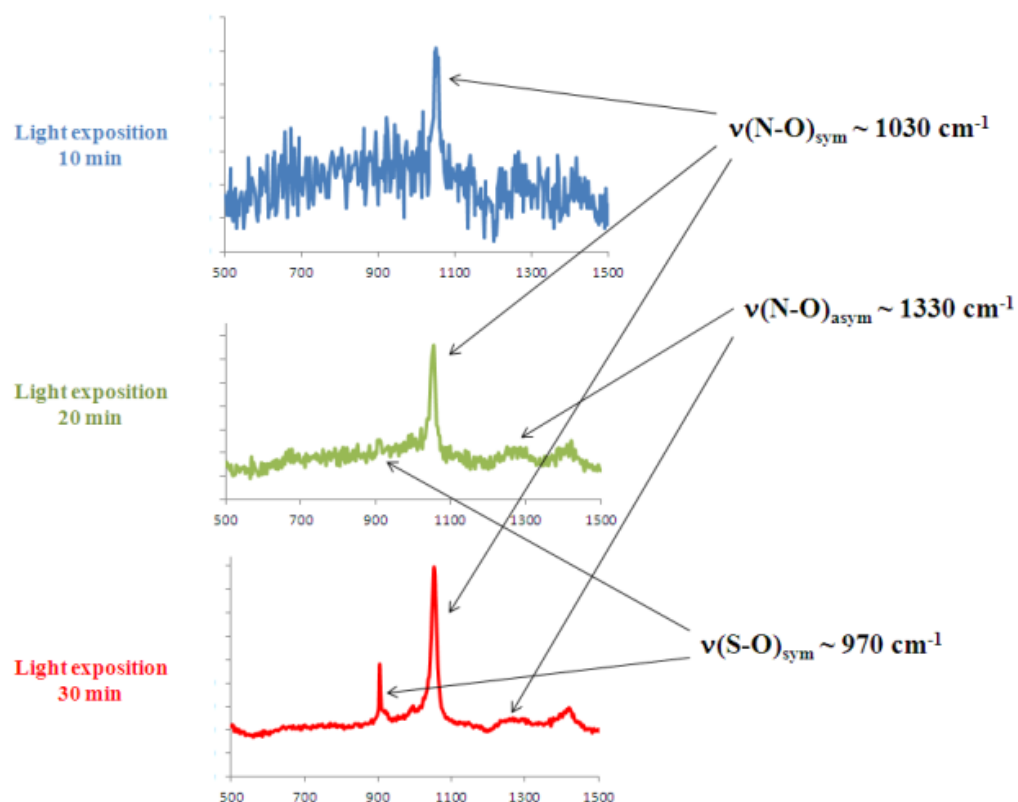 Light exposition
10 min
500 700 900 1100 1300 1500
ν(N-O)sym ~ 1030 cm-1
ν(N-O)asym ~ 1330 cm-1
Light exposition
20 min
500 700 900 1100 1300 1500
ν(S-O)sym ~ 970 cm-1
Light exposition
30 min
500 700 900 1100 1300 1500